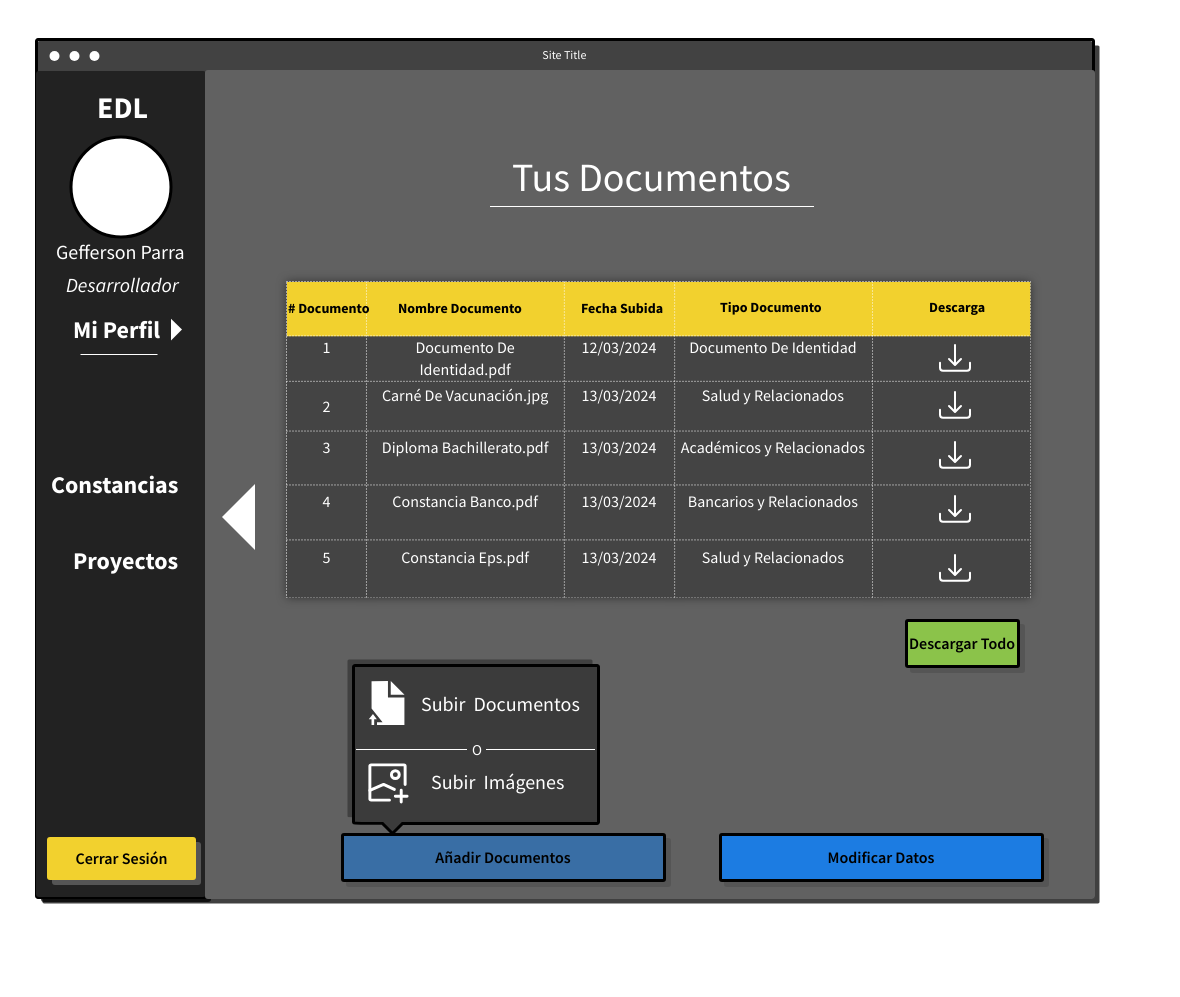 Site Title
EDL
Gefferson Parra
Desarrollador
Mi Perfil
Constancias
Proyectos
Cerrar Sesión
Tus Documentos
# Documento Nombre Documento Fecha Subida Tipo Documento Descarga
1 Documento De Identidad.pdf 12/03/2024 Documento De Identidad
2 Carné De Vacunación.jpg 13/03/2024 Salud y Relacionados
3 Diploma Bachillerato.pdf 13/03/2024 Académicos y Relacionados
4 Constancia Banco.pdf 13/03/2024 Bancarios y Relacionados
5 Constancia Eps.pdf 13/03/2024 Salud y Relacionados
Descargar Todo
Subir Documentos
O
Subir Imágenes
Añadir Documentos
Modificar Datos